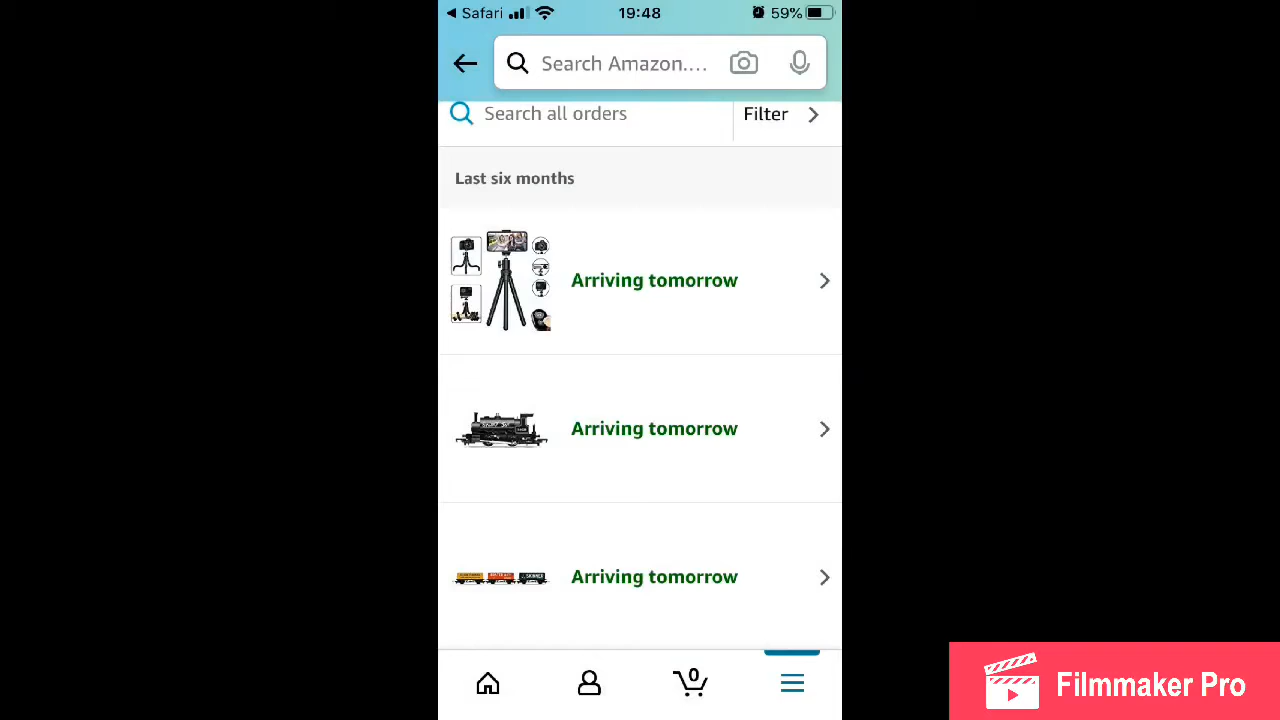 Safari 19:48 59%
Search Amazon....
Search all orders Filter
Last six months
Arriving tomorrow
Arriving tomorrow
Arriving tomorrow
SKINNER
0
Filmmaker Pro